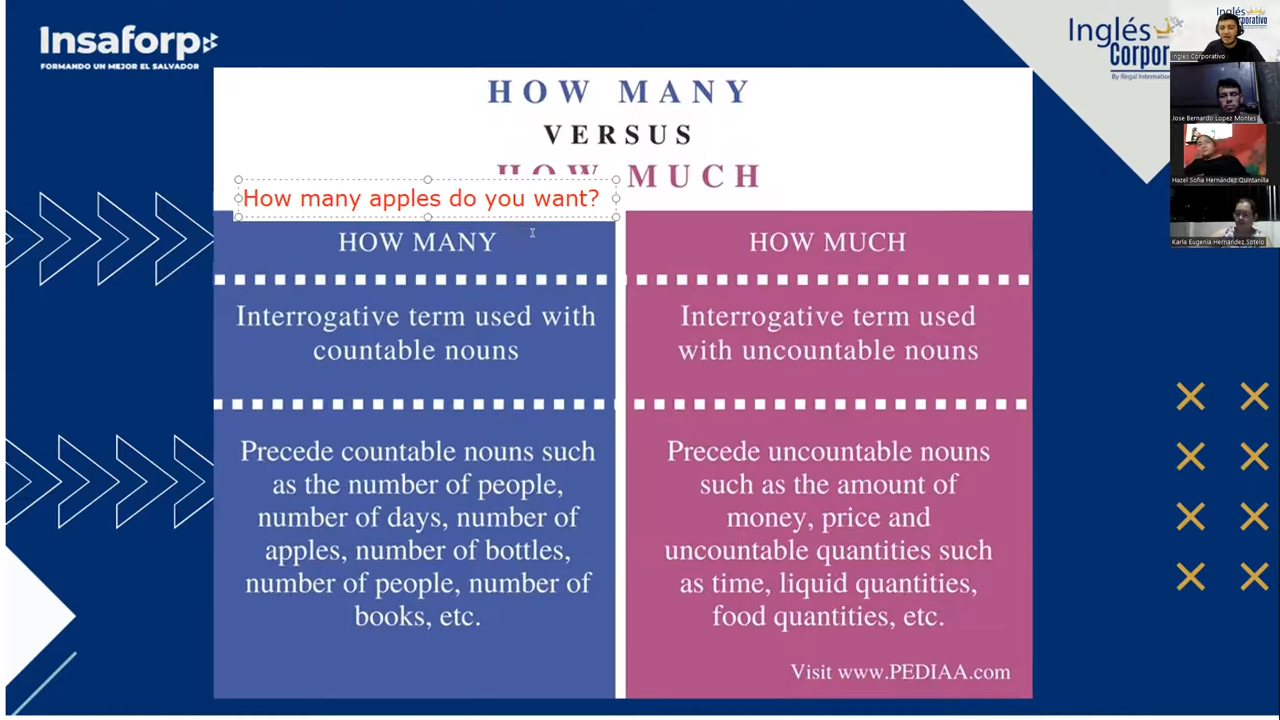 Insaforp
FORMANDO UN MEJOR EL SALVADOR
Inglés
Corpor
By Regal Internation
HOW MANY
VERSUS
HOW MUCH
How many apples do you want?
HOW MANY
Interrogative term used with
countable nouns
Precede countable nouns such
as the number of people,
number of days, number of
apples, number of bottles,
number of people, number of
books, etc.
HOW MUCH
Interrogative term used
with uncountable nouns
Precede uncountable nouns
such as the amount of
money, price and
uncountable quantities such
as time, liquid quantities,
food quantities, etc.
Visit www.PEDIAA.com
Inglés
Corporativo
Inglés Corporativo
Jose Bernardo Lopez Montes
Hazel Sofia Hernández Quintanilla
Karla Eugenia Hernández Sotelo